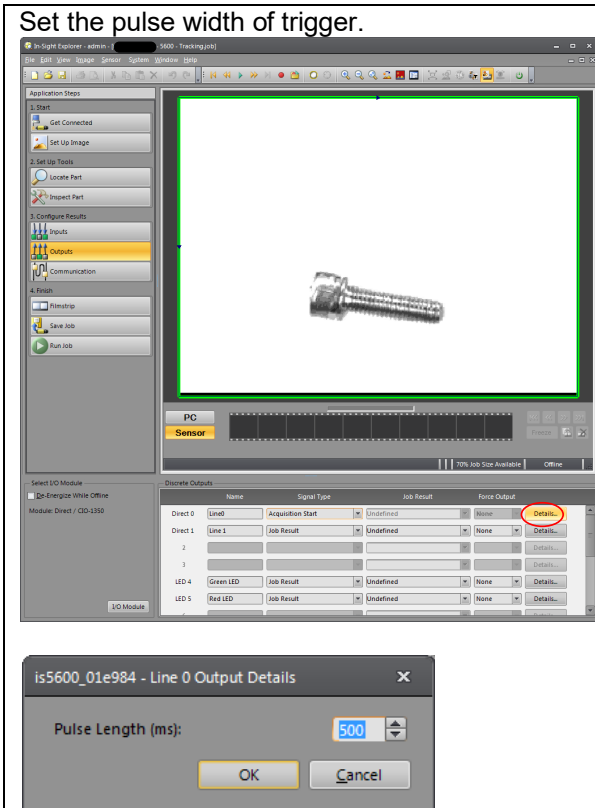 Set the pulse width of trigger.
In-Sight Explorer - admin - [ 5600 - Tracking.job]
File Edit View Image Sensor System Window Help
Application Steps
1. Start
Get Connected
Set Up Image
2. Set Up Tools
Locate Part
Inspect Part
3. Configure Results
Inputs
Outputs
Communication
4. Finish
Filmstrip
Save Job
Run Job
PC
Sensor
Freeze
70% Job Size Available Offline
Select I/O Module
De-Energize While Offline
Module: Direct / CIO-1350
I/O Module
Discrete Outputs
Name Signal Type Job Result Force Output
Direct 0 Line0 Acquisition Start Undefined None Details...
Direct 1 Line 1 Job Result Undefined None Details...
2 Details...
3 Details...
LED 4 Green LED Job Result Undefined None Details...
LED 5 Red LED Job Result Undefined None Details...
is5600_01e984 - Line 0 Output Details X
Pulse Length (ms): 500
OK Cancel